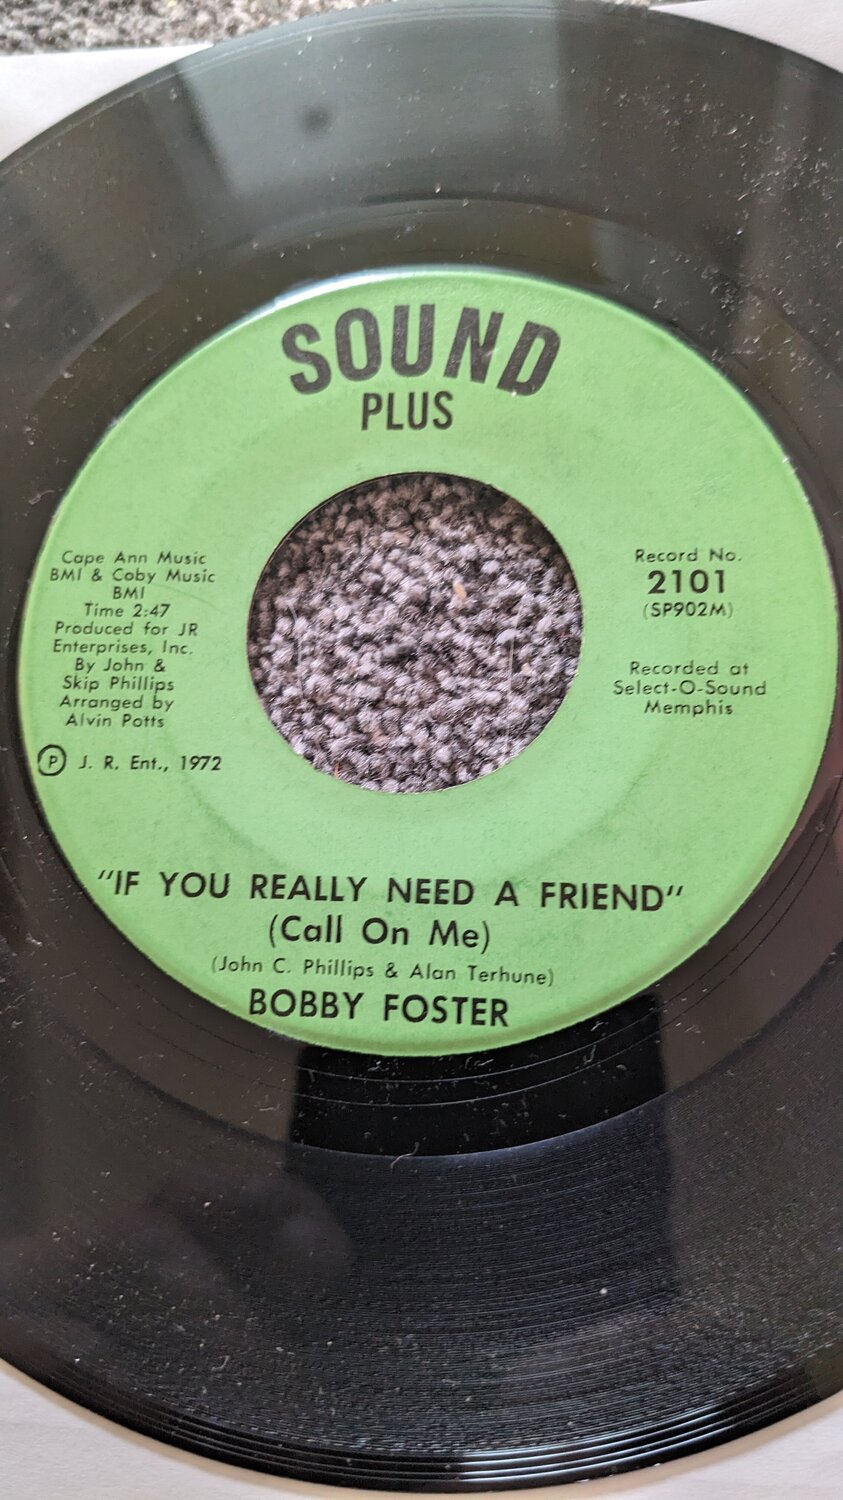 SOUND
PLUS
Cape Ann Music
BMI & Coby Music
BMI
Time 2:47
Produced for JR
Enterprises, Inc.
By John &
Skip Phillips
Arranged by
Alvin Potts
Ⓟ J. R. Ent., 1972
Record No.
2101
(SP902M)
Recorded at
Select-O-Sound
Memphis
"IF YOU REALLY NEED A FRIEND"
(Call On Me)
(John C. Phillips & Alan Terhune)
BOBBY FOSTER